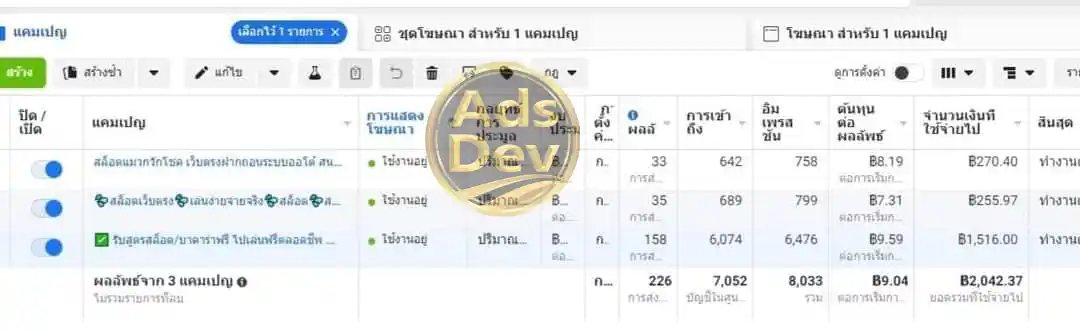 แคมเปญ
เลือกไว้ 1 รายการ ×
ชุดโฆษณา สำหรับ 1 แคมเปญ
โฆษณา สำหรับ 1 แคมเปญ
สร้าง
สร้างซ้ำ
แก้ไข
กฎ
ดูการตั้งค่า
ปิด / เปิด
แคมเปญ
การแสดงโฆษณา
กลยุทธ์การประมูล
ผลลั
การเข้าถึง
อิมเพรสชัน
ต้นทุนต่อผลลัพธ์
จำนวนเงินที่ใช้จ่ายไป
สิ้นสุด
สล็อตแมวกวักโชค เว็บตรงฝากถอนระบบออโต้ สน...
ใช้งานอยู่
ปริมาณ...
ก.
33
642
758
฿8.19
฿270.40
ทำงาน
การส...
ต่อการเริ่มก...
สล็อตเว็บตรง เล่นง่ายจ่ายจริง สล็อต ส...
ใช้งานอยู่
ปริมาณ...
฿...
ก.
35
689
799
฿7.31
฿255.97
ทำงาน
ต่อ...
การส...
ต่อการเริ่มก...
✅ รับสูตรสล็อต/บาคาร่าฟรี ไปเล่นฟรีตลอดชีพ ...
ใช้งานอยู่
ปริมาณ...
฿...
ก.
158
6,074
6,476
฿9.59
฿1,516.00
ทำงาน
ต่อ...
การส...
ต่อการเริ่มก...
ผลลัพธ์จาก 3 แคมเปญ
ก...
226
7,052
8,033
฿9.04
฿2,042.37
ไม่รวมรายการที่ลบ
การส่ง...
บัญชีในศูน...
รวม
ต่อการเริ่มกา...
ยอดรวมที่ใช้จ่ายไป
Ads
Dev